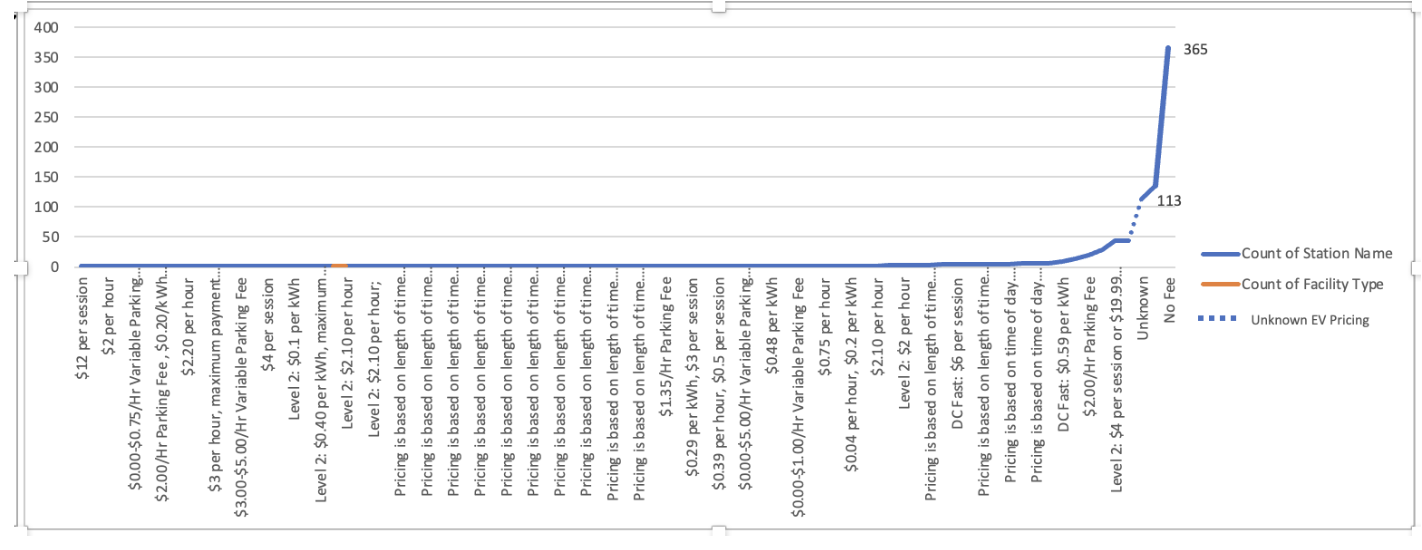 400
350
300
250
200
150
100
50
0
365
113
$12 per session
$2 per hour
$0.00-$0.75/Hr Variable Parking…
$2.00/Hr Parking Fee , $0.20/kWh…
$2.20 per hour
$3 per hour, maximum payment…
$3.00-$5.00/Hr Variable Parking Fee
$4 per session
Level 2: $0.1 per kWh
Level 2: $0.40 per kWh, maximum…
Level 2: $2.10 per hour
Level 2: $2.10 per hour;
Pricing is based on length of time…
Pricing is based on length of time…
Pricing is based on length of time…
Pricing is based on length of time…
Pricing is based on length of time…
Pricing is based on length of time…
Pricing is based on length of time…
Pricing is based on length of time…
Pricing is based on length of time…
Pricing is based on length of time…
$1.35/Hr Parking Fee
$0.29 per kWh, $3 per session
$0.39 per hour, $0.5 per session
$0.00-$5.00/Hr Variable Parking…
$0.48 per kWh
$0.00-$1.00/Hr Variable Parking Fee
$0.75 per hour
$0.04 per hour, $0.2 per kWh
$2.10 per hour
Level 2: $2 per hour
Pricing is based on length of time…
DC Fast: $6 per session
Pricing is based on length of time…
Pricing is based on time of day…
Pricing is based on time of day…
DC Fast: $0.59 per kWh
$2.00/Hr Parking Fee
Level 2: $4 per session or $19.99…
Unknown
No Fee
Count of Station Name
Count of Facility Type
Unknown EV Pricing